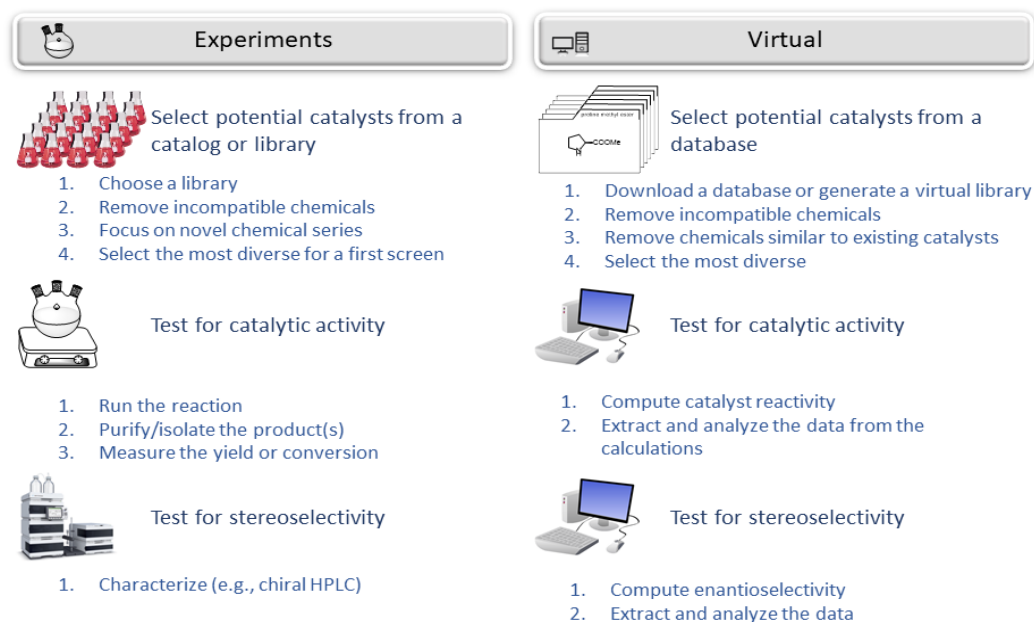 Experiments
Select potential catalysts from a
catalog or library
1. Choose a library
2. Remove incompatible chemicals
3. Focus on novel chemical series
4. Select the most diverse for a first screen
Test for catalytic activity
1. Run the reaction
2. Purify/isolate the product(s)
3. Measure the yield or conversion
Test for stereoselectivity
1. Characterize (e.g., chiral HPLC)
Virtual
proline methyl ester
COOMe
N
H
Select potential catalysts from a
database
1. Download a database or generate a virtual library
2. Remove incompatible chemicals
3. Remove chemicals similar to existing catalysts
4. Select the most diverse
Test for catalytic activity
1. Compute catalyst reactivity
2. Extract and analyze the data from the
calculations
Test for stereoselectivity
1. Compute enantioselectivity
2. Extract and analyze the data